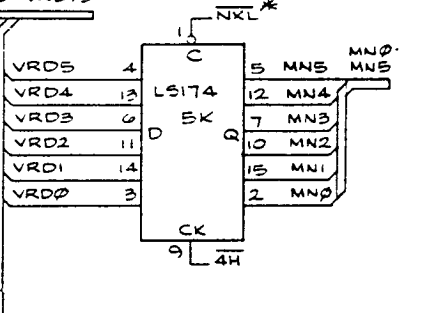 NXL *
1
C
MNØ-
MN5
VRD5 4 5 MN5
VRD4 13 LS174 12 MN4
VRD3 6 5K 7 MN3
VRD2 11 D Q 10 MN2
VRD1 14 15 MN1
VRDØ 3 2 MNØ
CK
9 4H